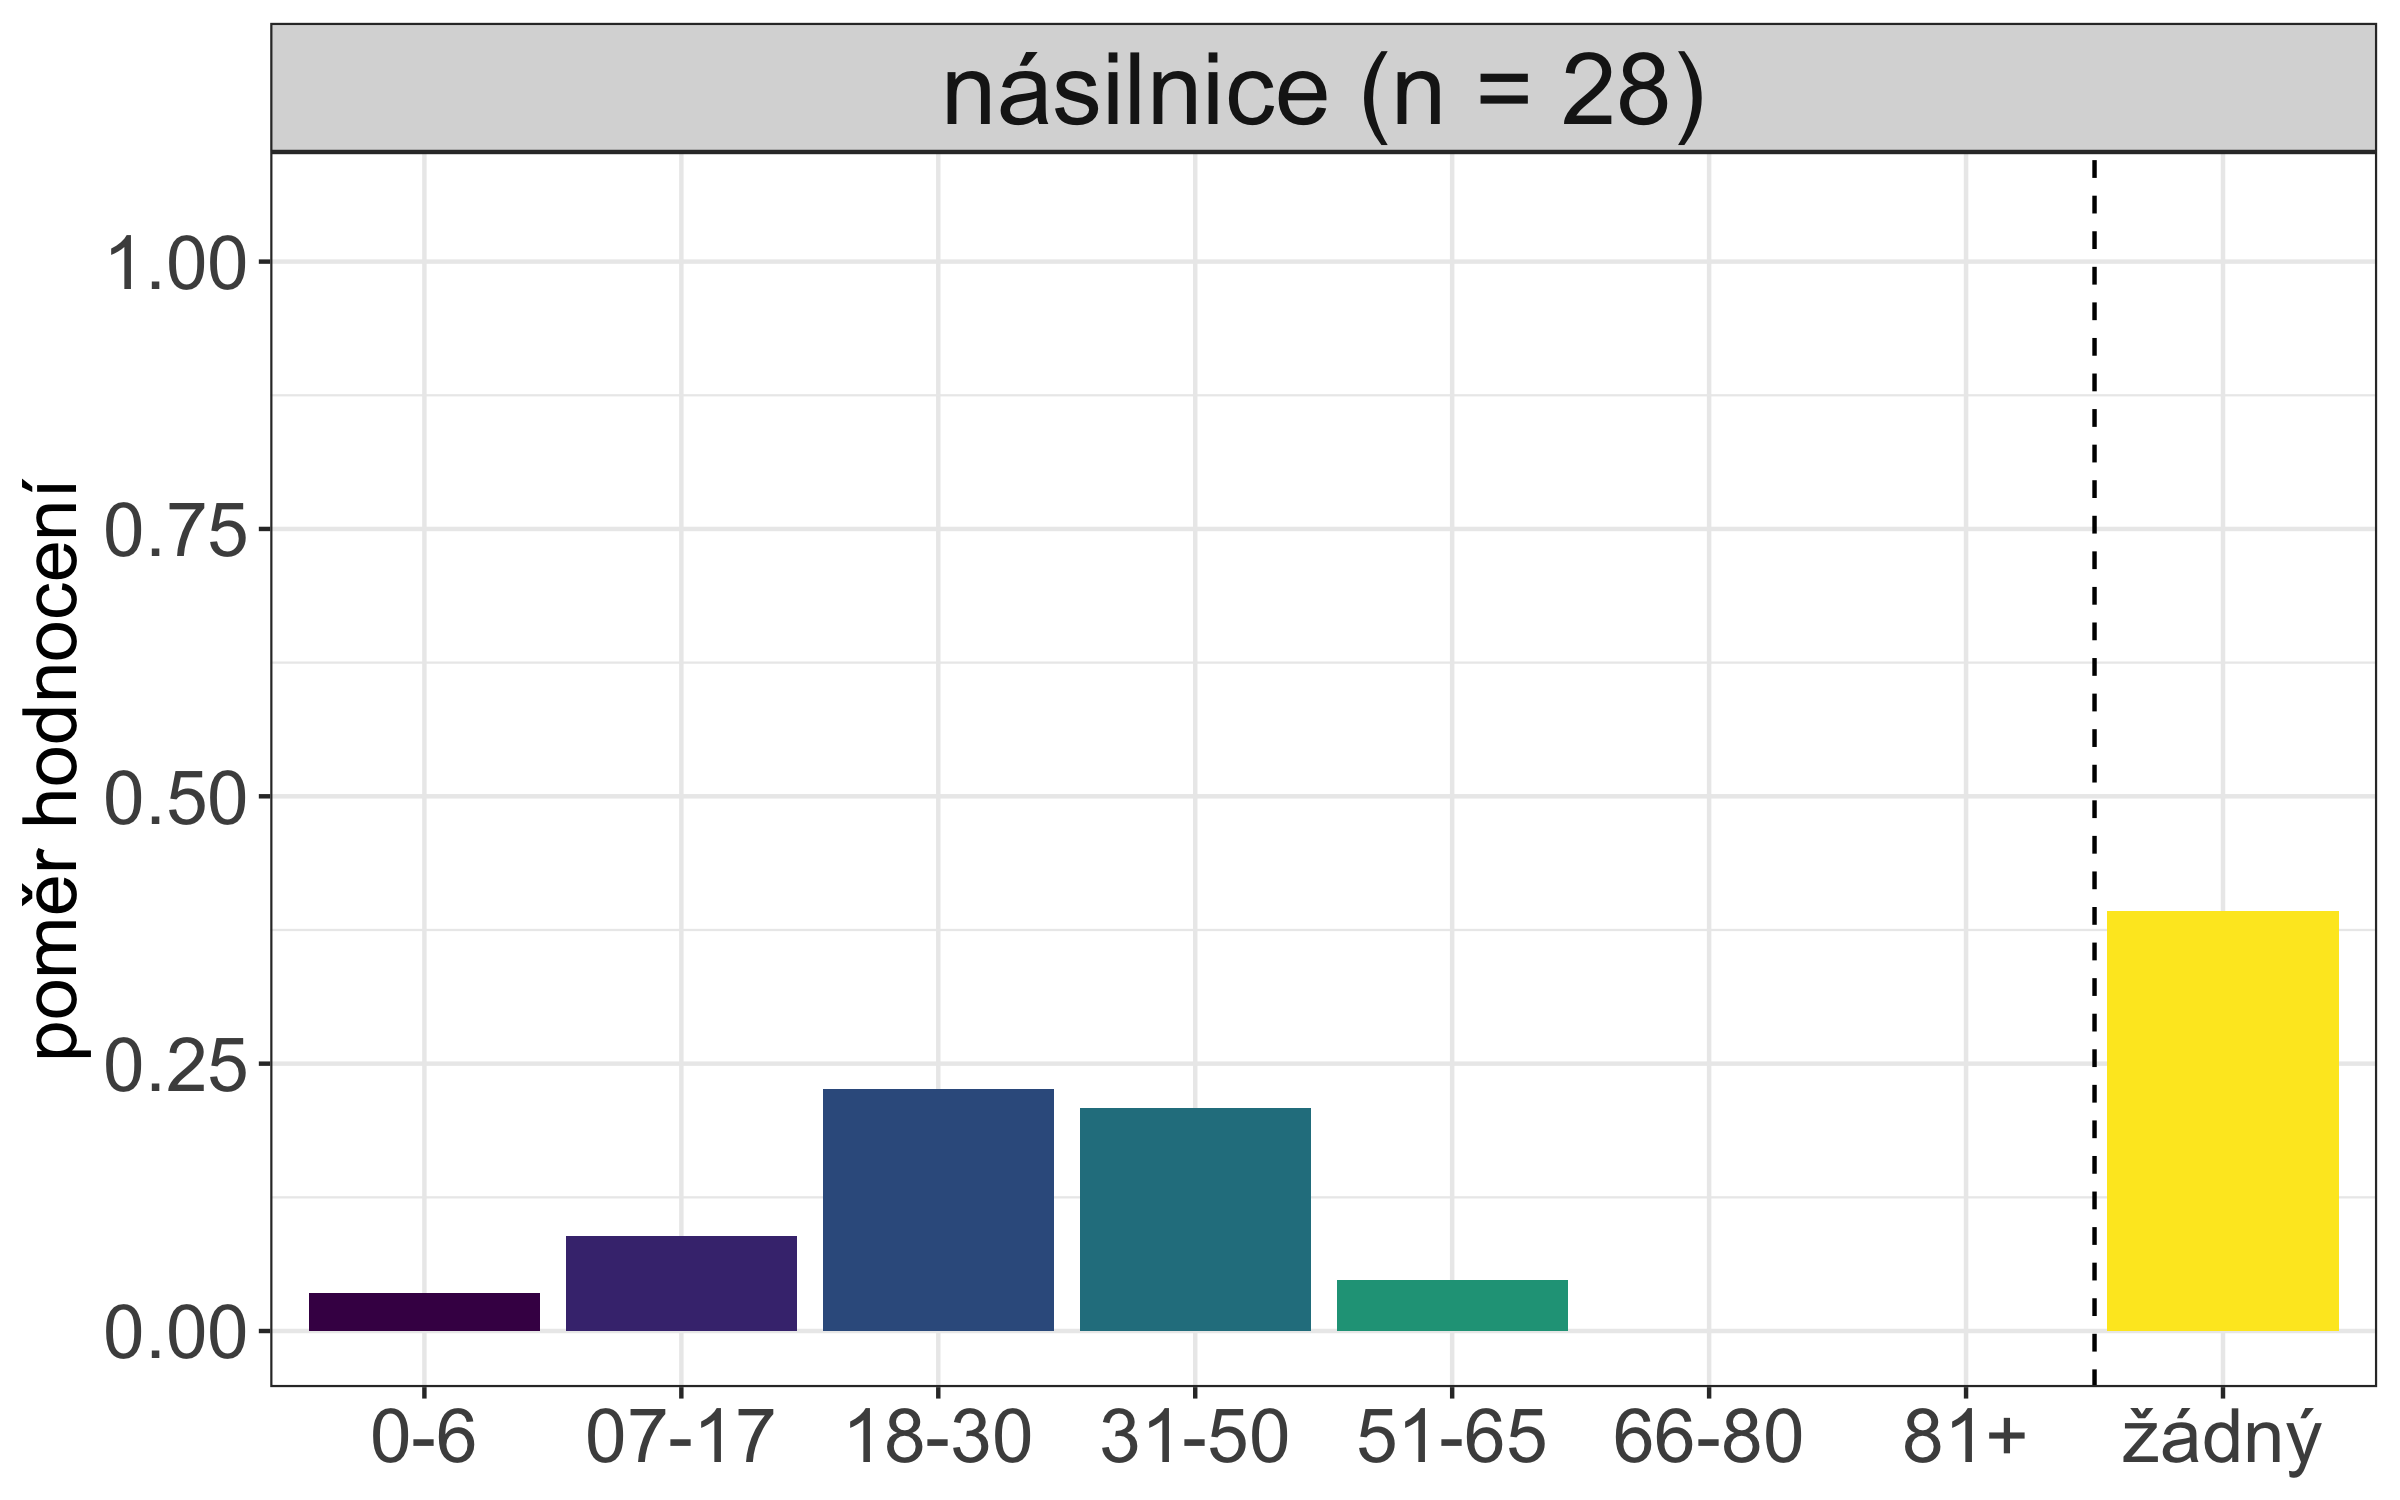 násilnice (n = 28)
poměr hodnocení
1.00
0.75
0.50
0.25
0.00
0-6 07-17 18-30 31-50 51-65 66-80 81+ žádný